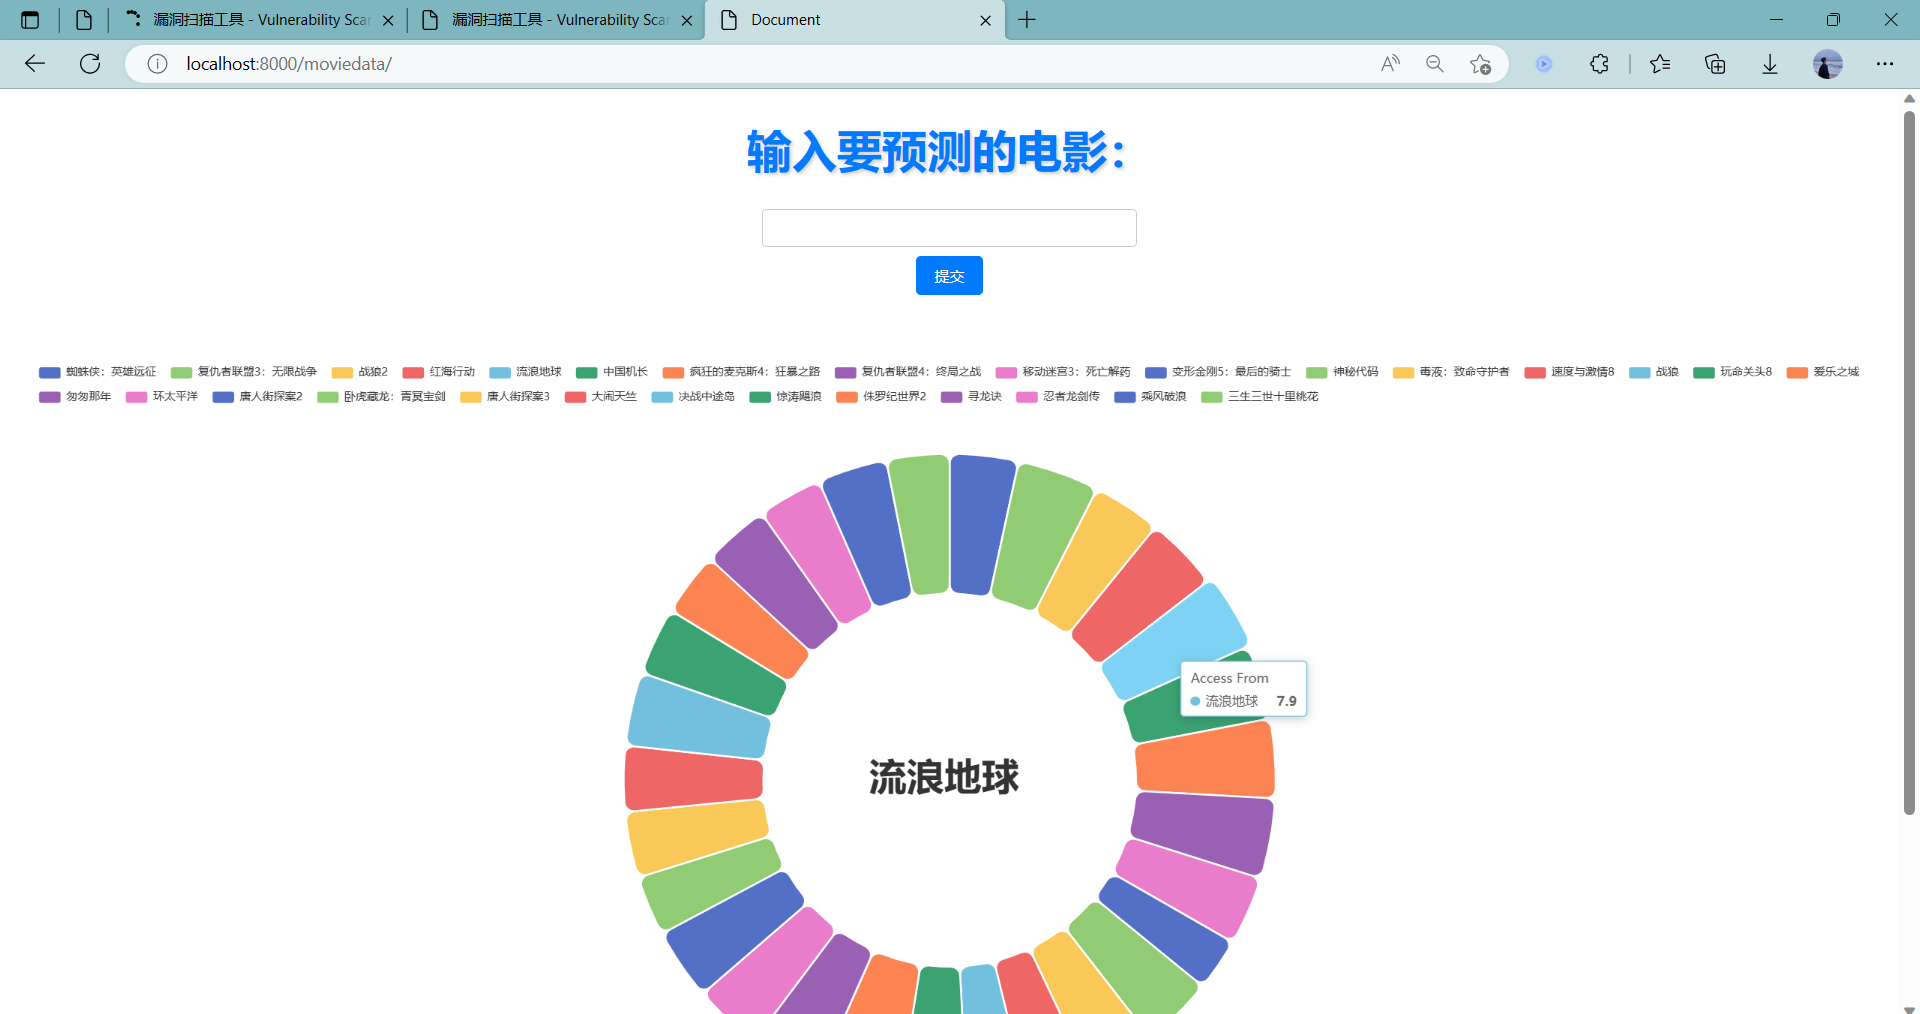 漏洞扫描工具 - Vulnerability Sca
漏洞扫描工具 - Vulnerability Sca
Document
localhost:8000/moviedata/
输入要预测的电影：
提交
蜘蛛侠：英雄远征 复仇者联盟3：无限战争 战狼2 红海行动 流浪地球 中国机长 疯狂的麦克斯4：狂暴之路 复仇者联盟4：终局之战 移动迷宫3：死亡解药 变形金刚5：最后的骑士 神秘代码 毒液：致命守护者 速度与激情8 战狼 玩命关头8 爱乐之城
匆匆那年 环太平洋 唐人街探案2 卧虎藏龙：青冥宝剑 唐人街探案3 大闹天竺 决战中途岛 惊涛飓浪 侏罗纪世界2 寻龙诀 忍者龙剑传 乘风破浪 三生三世十里桃花
Access From
流浪地球 7.9
流浪地球